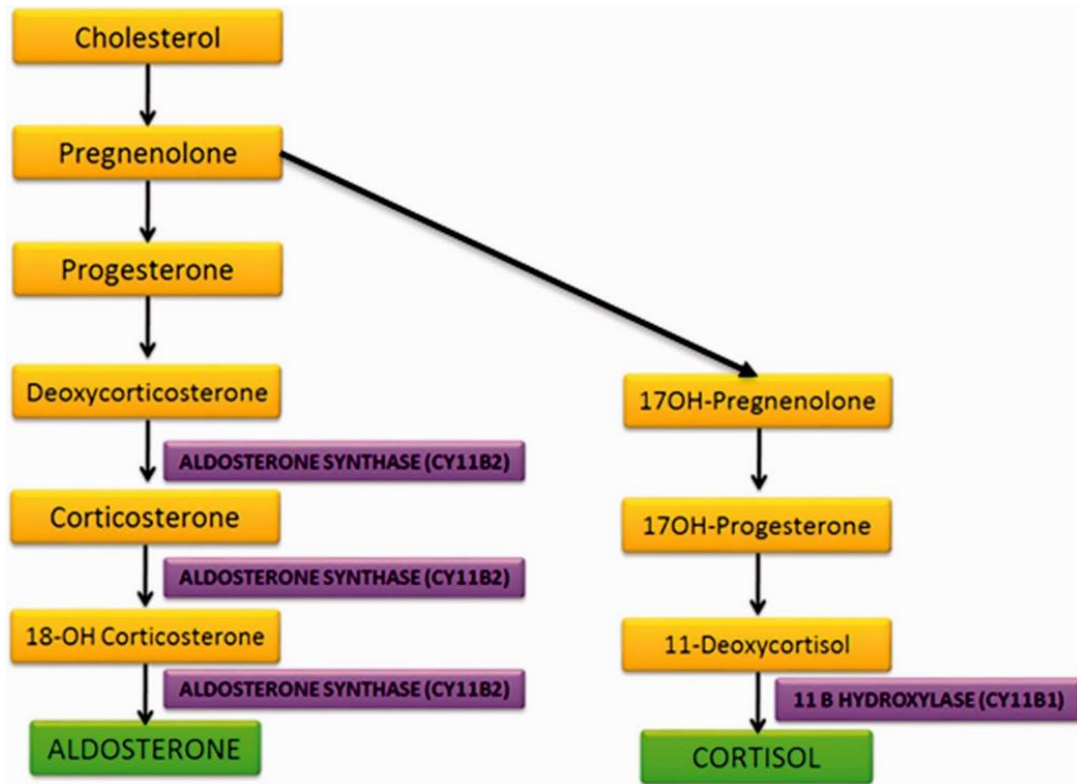 Cholesterol
Pregnenolone
Progesterone
Deoxycorticosterone
ALDOSTERONE SYNTHASE (CY11B2)
Corticosterone
ALDOSTERONE SYNTHASE (CY11B2)
18-OH Corticosterone
ALDOSTERONE SYNTHASE (CY11B2)
ALDOSTERONE
17OH-Pregnenolone
17OH-Progesterone
11-Deoxycortisol
11 B HYDROXYLASE (CY11B1)
CORTISOL